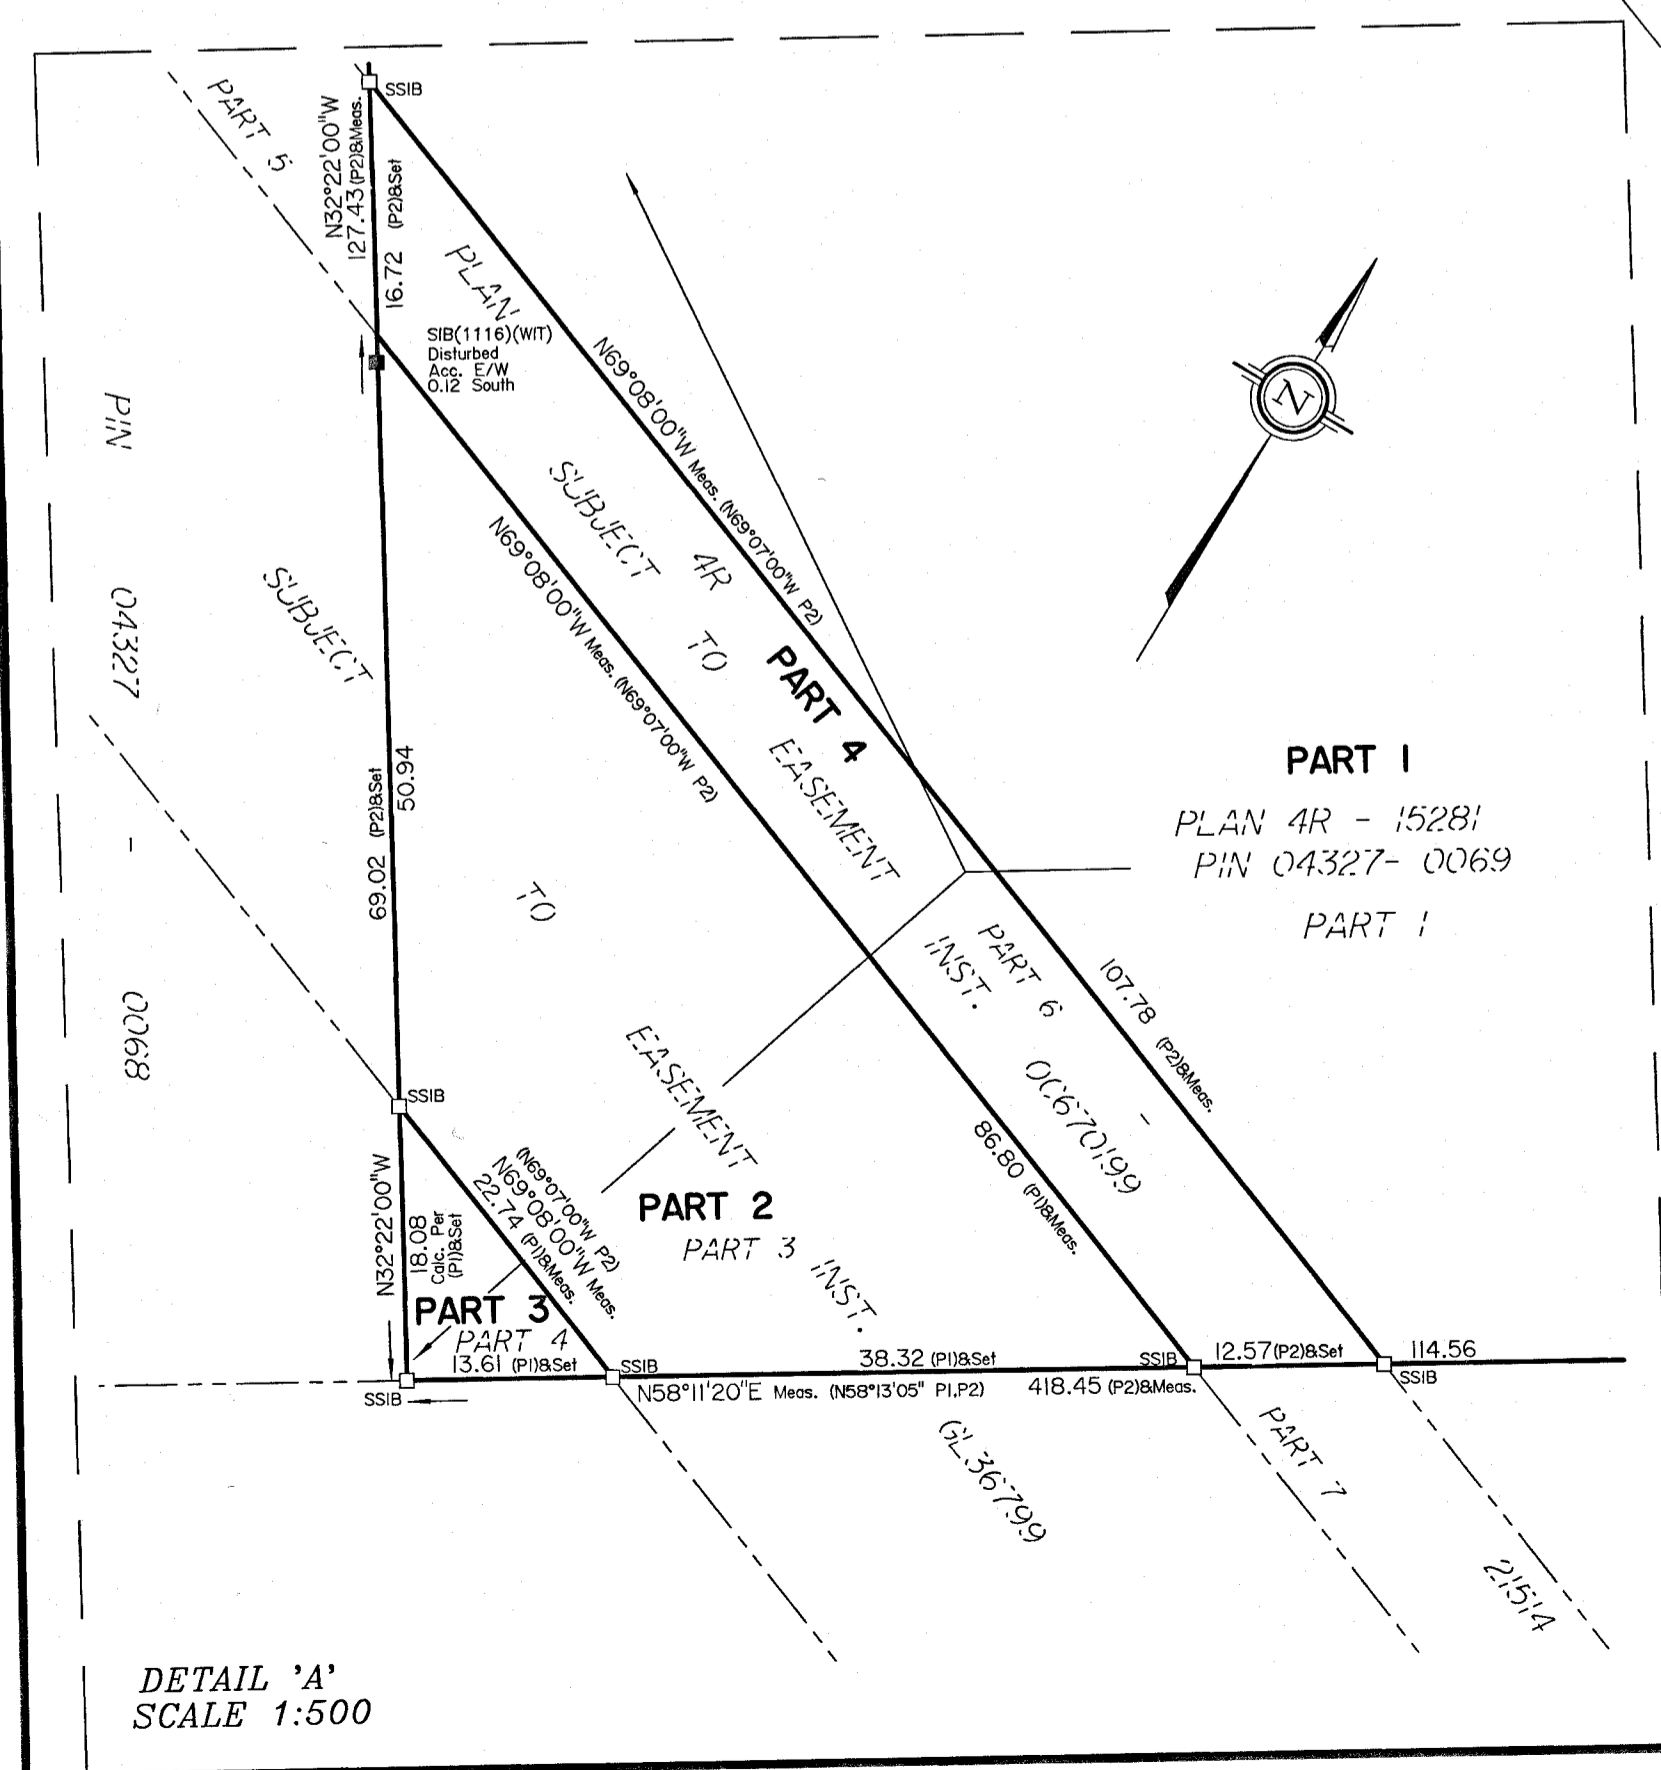 PART 5
SSIB
N32°22'00"W
127.43 (P2)&Meas.
16.72 (P2)&Set
PLAN
SIB(1116)(WIT)
Disturbed
Acc. E/W
0.12 South
N69°08'00"W Meas. (N69°07'00"W P2)
N
PIN
04327
-
0068
SUBJECT
SUBJECT
4R
TO
N69°08'00"W Meas. (N69°07'00"W P2)
PART 4
EASEMENT
PART 1
PLAN 4R - 15281
PIN 04327- 0069
PART 1
69.02 (P2)&Set
50.94
TO
PART 6
INST.
107.78 (P2)&Meas.
EASEMENT
OC670199
-
86.80 (P1)&Meas.
SSIB
N32°22'00"W
18.08
Calc. Per
(P1)&Set
(N69°07'00"W P2)
N69°08'00"W Meas.
22.74 (P1)&Meas.
PART 2
PART 3
INST.
PART 3
PART 4
13.61 (P1)&Set
SSIB
38.32 (P1)&Set
SSIB
12.57(P2)&Set
114.56
SSIB
SSIB
N58°11'20"E Meas. (N58°13'05" P1,P2)
418.45 (P2)&Meas.
GL36799
PART 7
21514
DETAIL 'A'
SCALE 1:500